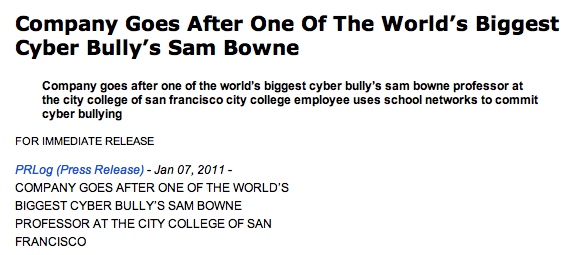 Company Goes After One Of The World's Biggest
Cyber Bully's Sam Bowne
Company goes after one of the world's biggest cyber bully's sam bowne professor at
the city college of san francisco city college employee uses school networks to commit
cyber bullying
FOR IMMEDIATE RELEASE
PRLog (Press Release) - Jan 07, 2011 -
COMPANY GOES AFTER ONE OF THE WORLD'S
BIGGEST CYBER BULLY'S SAM BOWNE
PROFESSOR AT THE CITY COLLEGE OF SAN
FRANCISCO